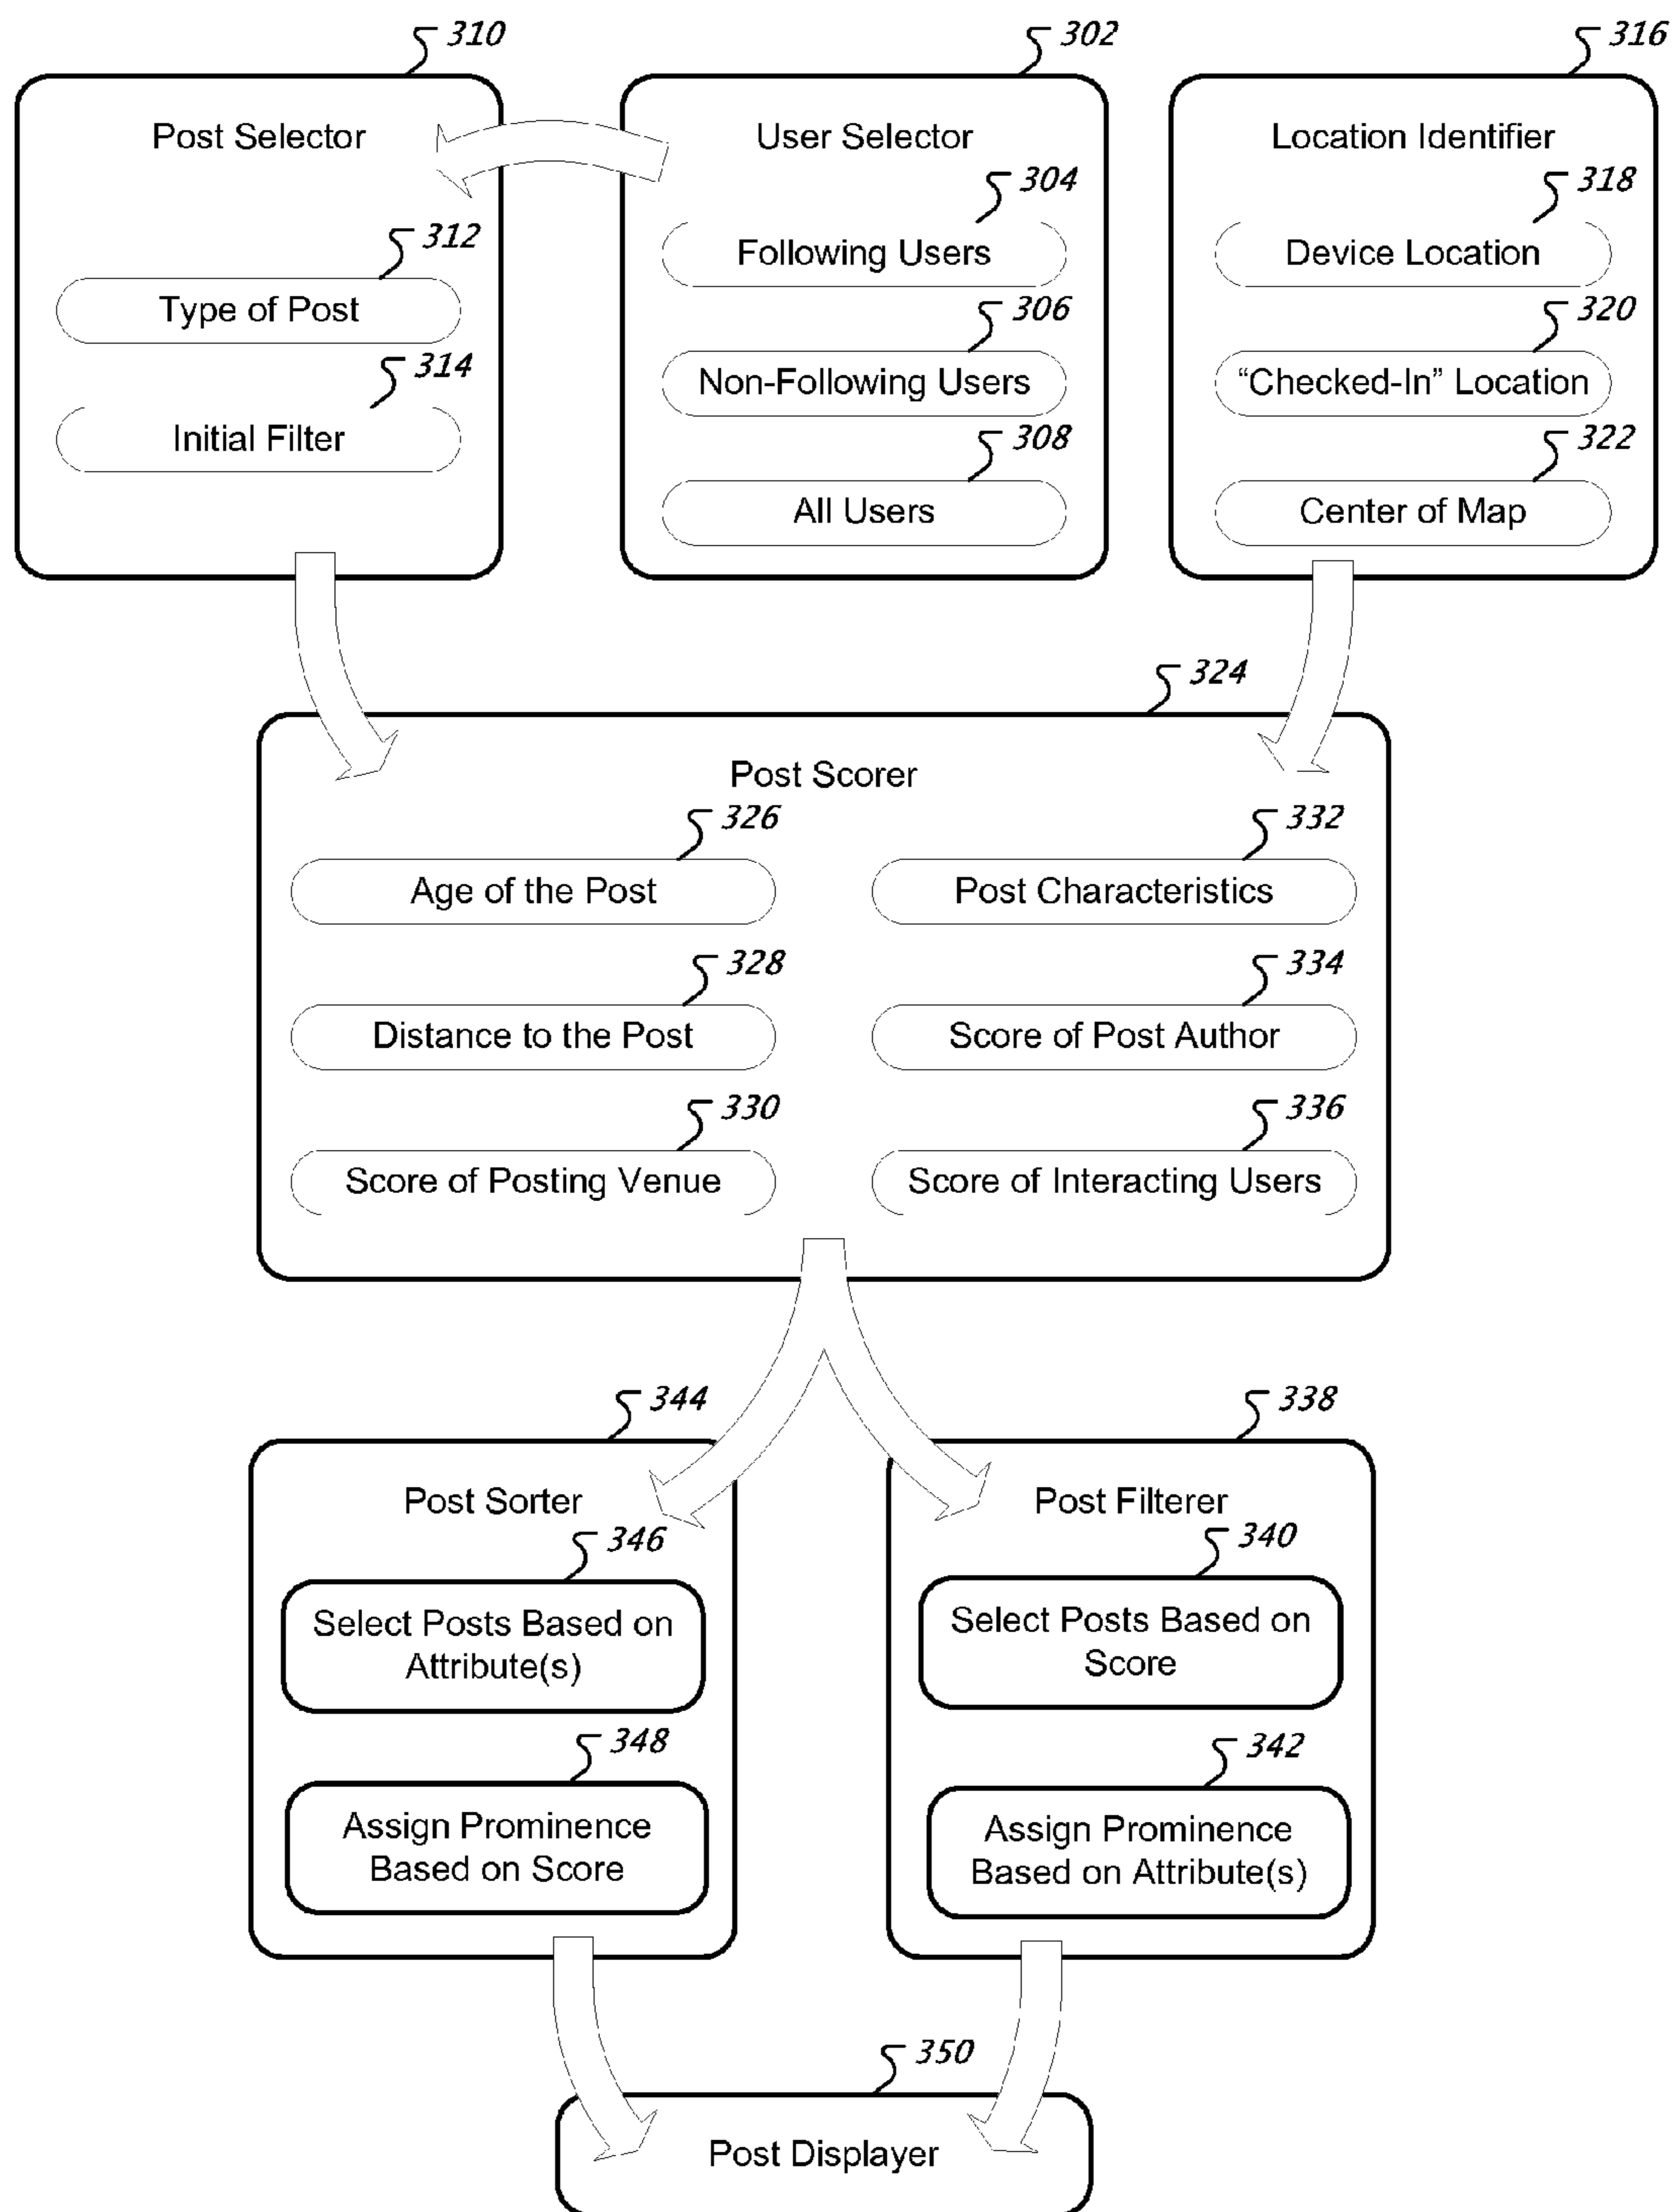 310
Post Selector
312
Type of Post
314
Initial Filter
302
User Selector
304
Following Users
306
Non-Following Users
308
All Users
316
Location Identifier
318
Device Location
320
“Checked-In” Location
322
Center of Map
324
Post Scorer
326
Age of the Post
328
Distance to the Post
330
Score of Posting Venue
332
Post Characteristics
334
Score of Post Author
336
Score of Interacting Users
344
Post Sorter
346
Select Posts Based on
Attribute(s)
348
Assign Prominence
Based on Score
338
Post Filterer
340
Select Posts Based on
Score
342
Assign Prominence
Based on Attribute(s)
350
Post Displayer